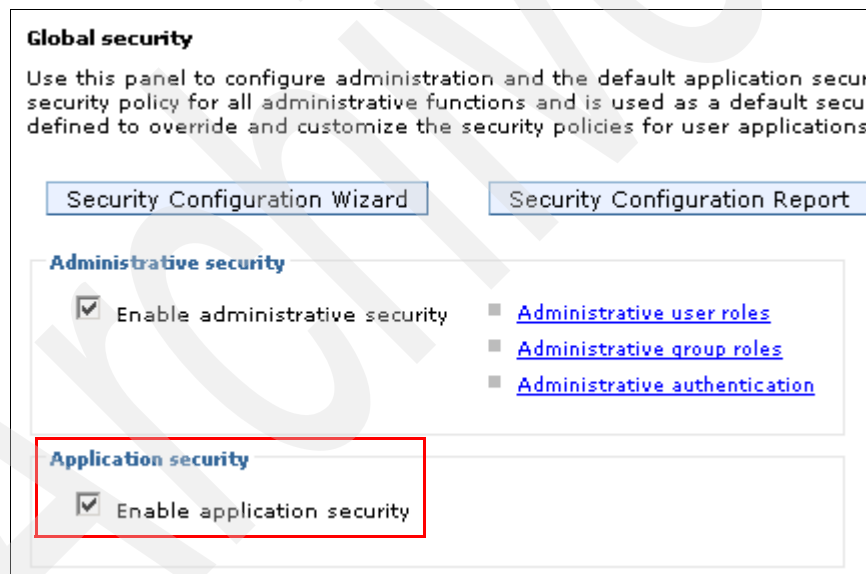 Global security
Use this panel to configure administration and the default application secur
security policy for all administrative functions and is used as a default secu
defined to override and customize the security policies for user applications
Security Configuration Wizard
Security Configuration Report
Administrative security
Enable administrative security
Administrative user roles
Administrative group roles
Administrative authentication
Application security
Enable application security